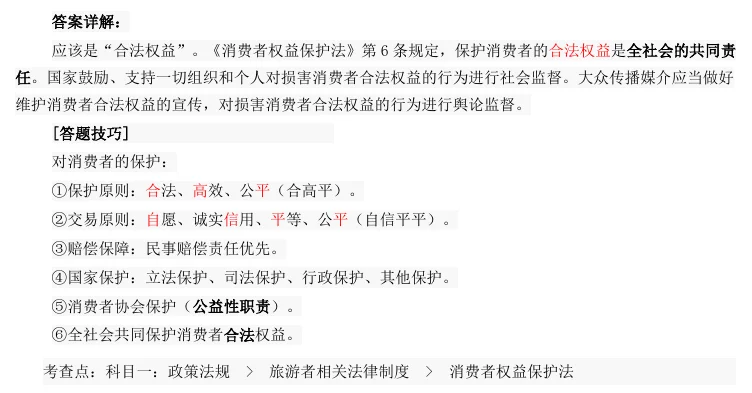 答案详解：
应该是“合法权益”。《消费者权益保护法》第 6 条规定，保护消费者的合法权益是全社会的共同责
任。国家鼓励、支持一切组织和个人对损害消费者合法权益的行为进行社会监督。大众传播媒介应当做好
维护消费者合法权益的宣传，对损害消费者合法权益的行为进行舆论监督。
[答题技巧]
对消费者的保护：
①保护原则：合法、高效、公平（合高平）。
②交易原则：自愿、诚实信用、平等、公平（自信平平）。
③赔偿保障：民事赔偿责任优先。
④国家保护：立法保护、司法保护、行政保护、其他保护。
⑤消费者协会保护（公益性职责）。
⑥全社会共同保护消费者合法权益。
考查点：科目一：政策法规 > 旅游者相关法律制度 > 消费者权益保护法